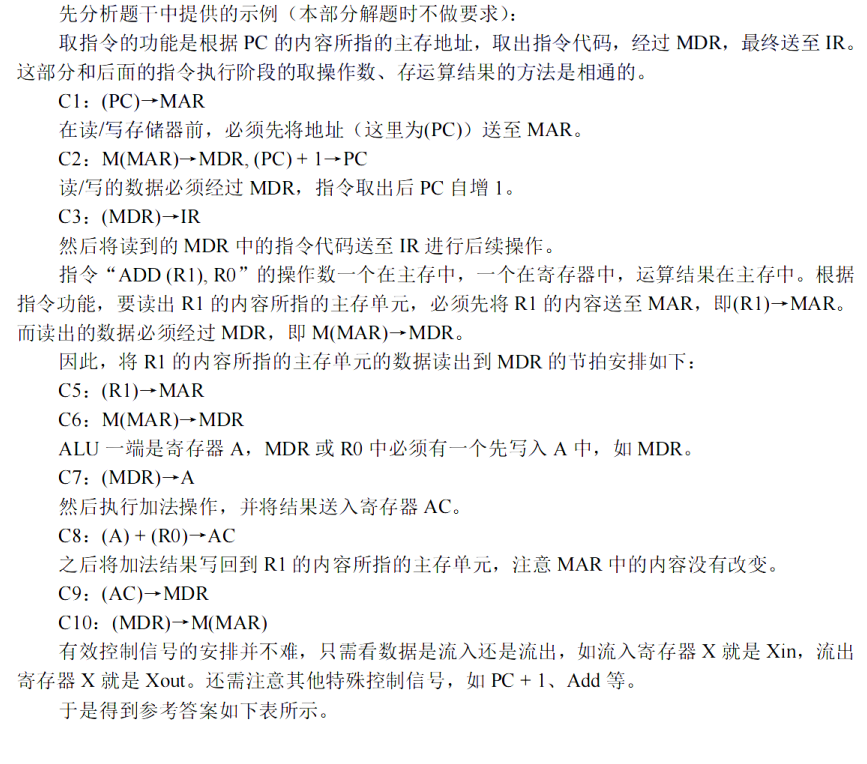 先分析题干中提供的示例（本部分解题时不做要求）：
取指令的功能是根据 PC 的内容所指的主存地址，取出指令代码，经过 MDR，最终送至 IR。
这部分和后面的指令执行阶段的取操作数、存运算结果的方法是相通的。
C1：(PC)→MAR
在读/写存储器前，必须先将地址（这里为(PC)）送至 MAR。
C2：M(MAR)→MDR, (PC) + 1→PC
读/写的数据必须经过 MDR，指令取出后 PC 自增 1。
C3：(MDR)→IR
然后将读到的 MDR 中的指令代码送至 IR 进行后续操作。
指令“ADD (R1), R0”的操作数一个在主存中，一个在寄存器中，运算结果在主存中。根据
指令功能，要读出 R1 的内容所指的主存单元，必须先将 R1 的内容送至 MAR，即(R1)→MAR。
而读出的数据必须经过 MDR，即 M(MAR)→MDR。
因此，将 R1 的内容所指的主存单元的数据读出到 MDR 的节拍安排如下：
C5：(R1)→MAR
C6：M(MAR)→MDR
ALU 一端是寄存器 A，MDR 或 R0 中必须有一个先写入 A 中，如 MDR。
C7：(MDR)→A
然后执行加法操作，并将结果送入寄存器 AC。
C8：(A) + (R0)→AC
之后将加法结果写回到 R1 的内容所指的主存单元，注意 MAR 中的内容没有改变。
C9：(AC)→MDR
C10：(MDR)→M(MAR)
有效控制信号的安排并不难，只需看数据是流入还是流出，如流入寄存器 X 就是 Xin，流出
寄存器 X 就是 Xout。还需注意其他特殊控制信号，如 PC + 1、Add 等。
于是得到参考答案如下表所示。